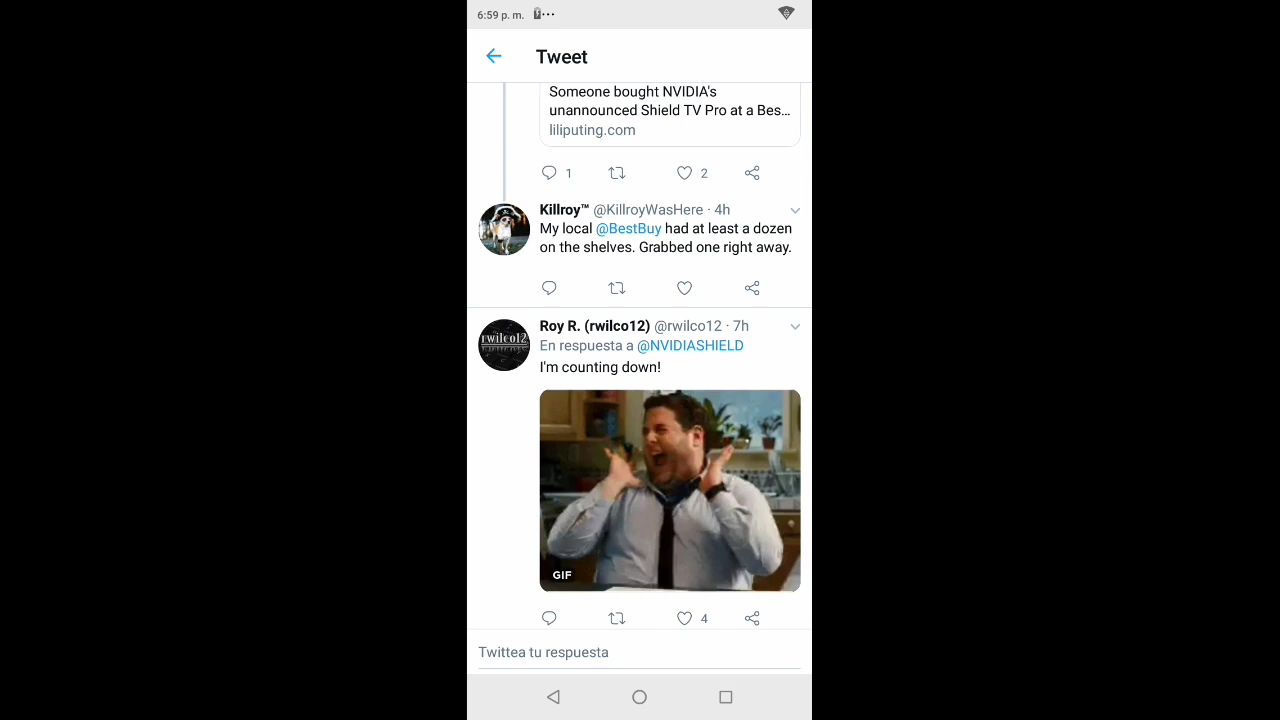 6:59 p. m.
Tweet
Someone bought NVIDIA's
unannounced Shield TV Pro at a Bes...
liliputing.com
1
2
Killroy™ @KillroyWasHere · 4h
My local @BestBuy had at least a dozen
on the shelves. Grabbed one right away.
Roy R. (rwilco12) @rwilco12 · 7h
rwilco12
En respuesta a @NVIDIASHIELD
I'm counting down!
GIF
4
Twittea tu respuesta